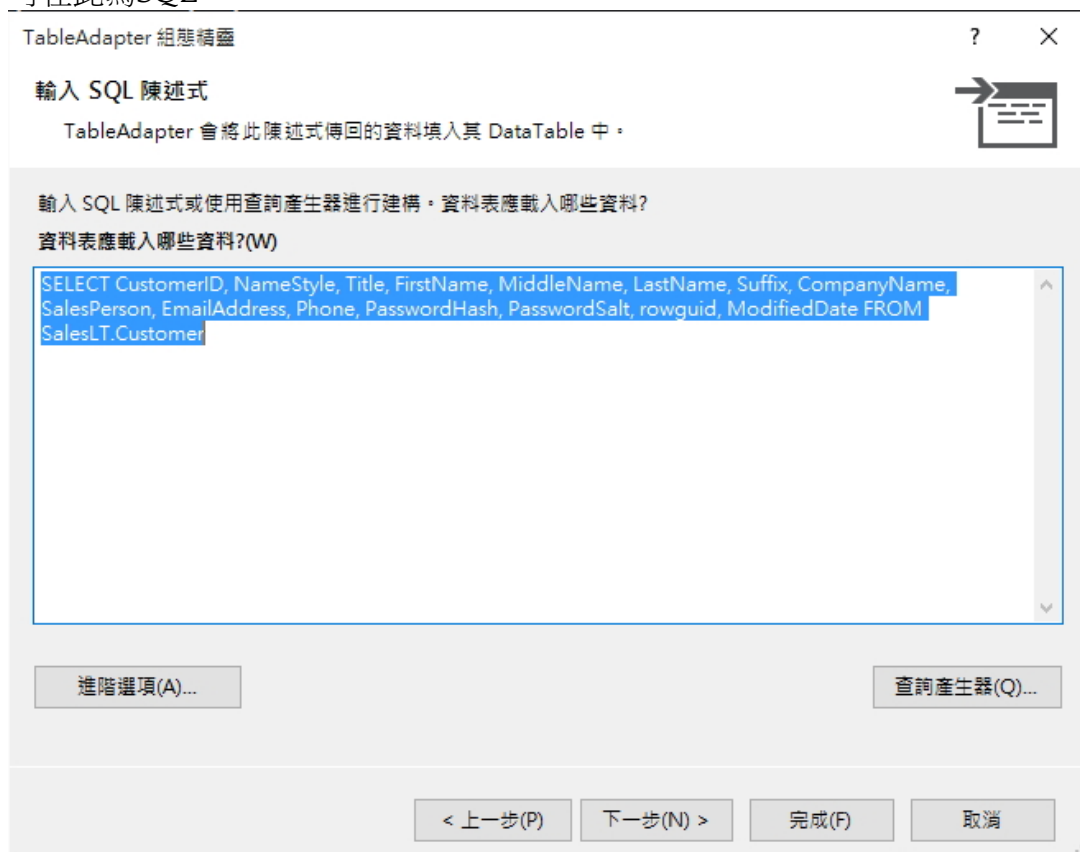 TableAdapter 組態精靈
輸入 SQL 陳述式
TableAdapter 會將此陳述式傳回的資料填入其 DataTable 中。
輸入 SQL 陳述式或使用查詢產生器進行建構。資料表應載入哪些資料?
資料表應載入哪些資料?(W)
SELECT CustomerID, NameStyle, Title, FirstName, MiddleName, LastName, Suffix, CompanyName,
SalesPerson, EmailAddress, Phone, PasswordHash, PasswordSalt, rowguid, ModifiedDate FROM
SalesLT.Customer
進階選項(A)...
查詢產生器(Q)...
< 上一步(P)
下一步(N) >
完成(F)
取消